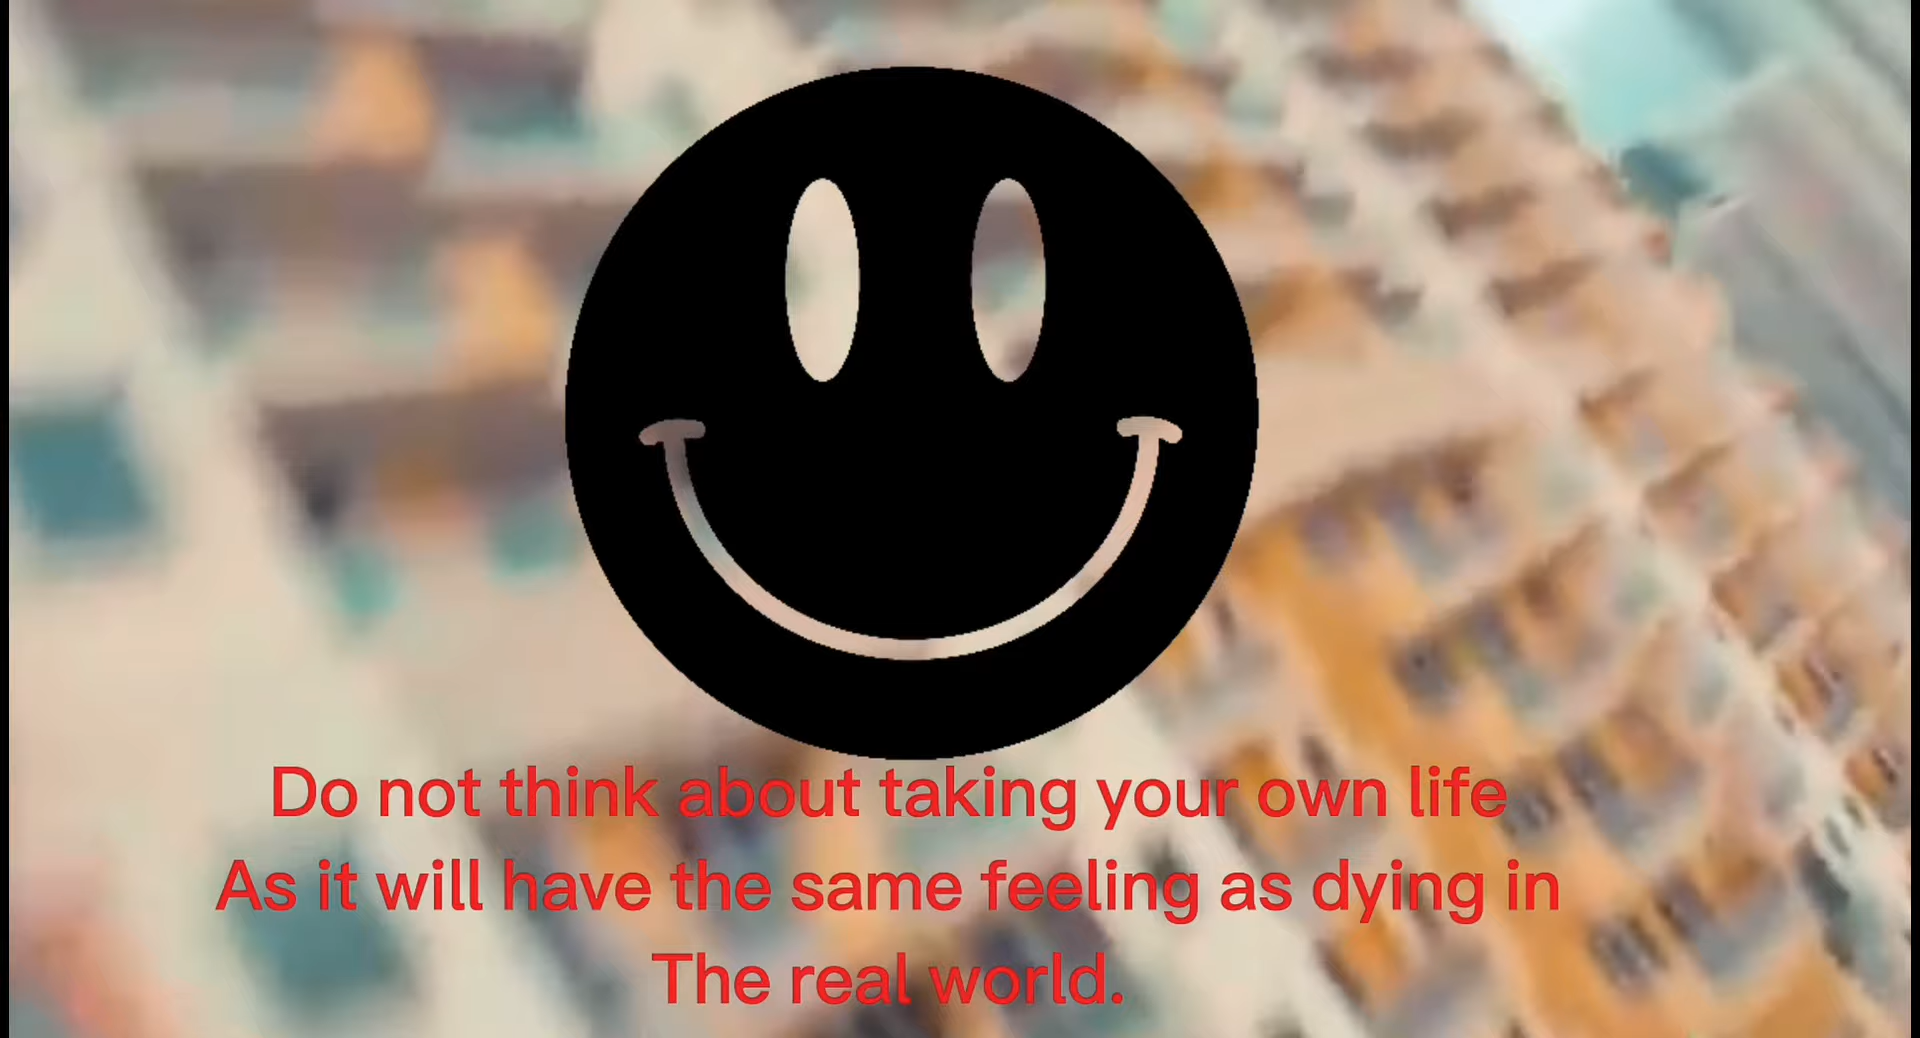 Do not think about taking your own life
As it will have the same feeling as dying in
The real world.